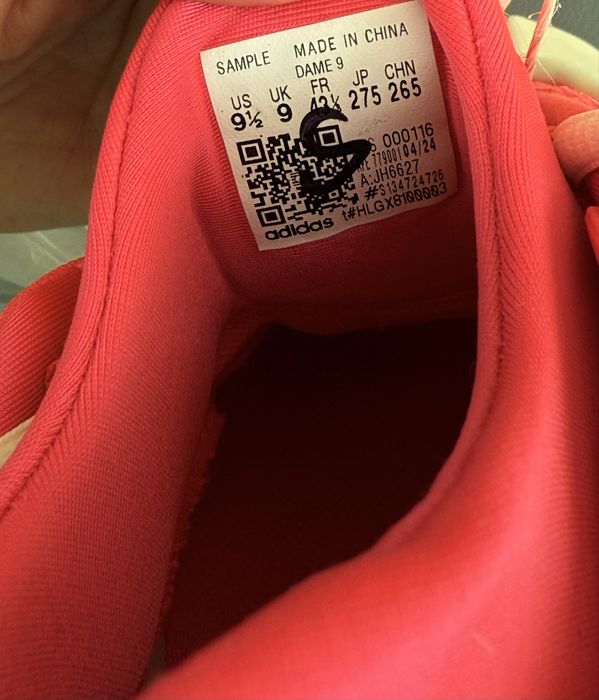 SAMPLE MADE IN CHINA
DAME 9
US UK FR JP CHN
9½ 9 275 265
000116
04/24
A:JH6627
#S134724726
adidas t#HLGX8100003
S